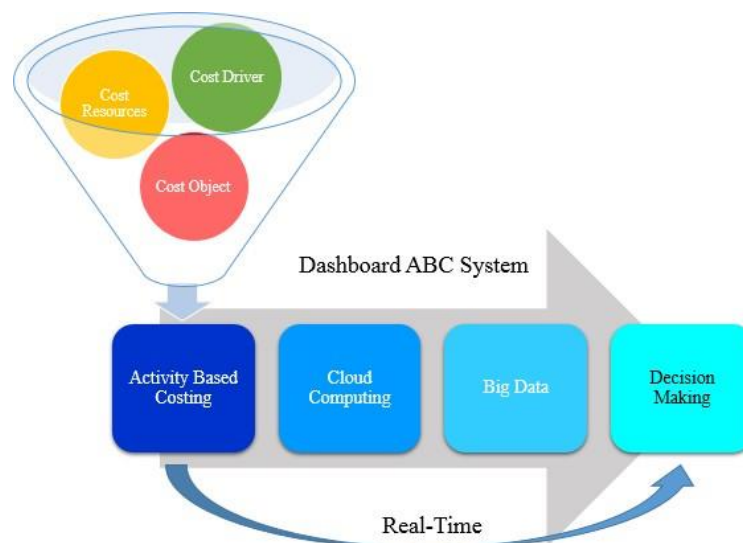 Cost Driver
Cost
Resources
Cost Object
Dashboard ABC System
Activity Based
Costing
Cloud
Computing
Big Data
Decision
Making
Real-Time